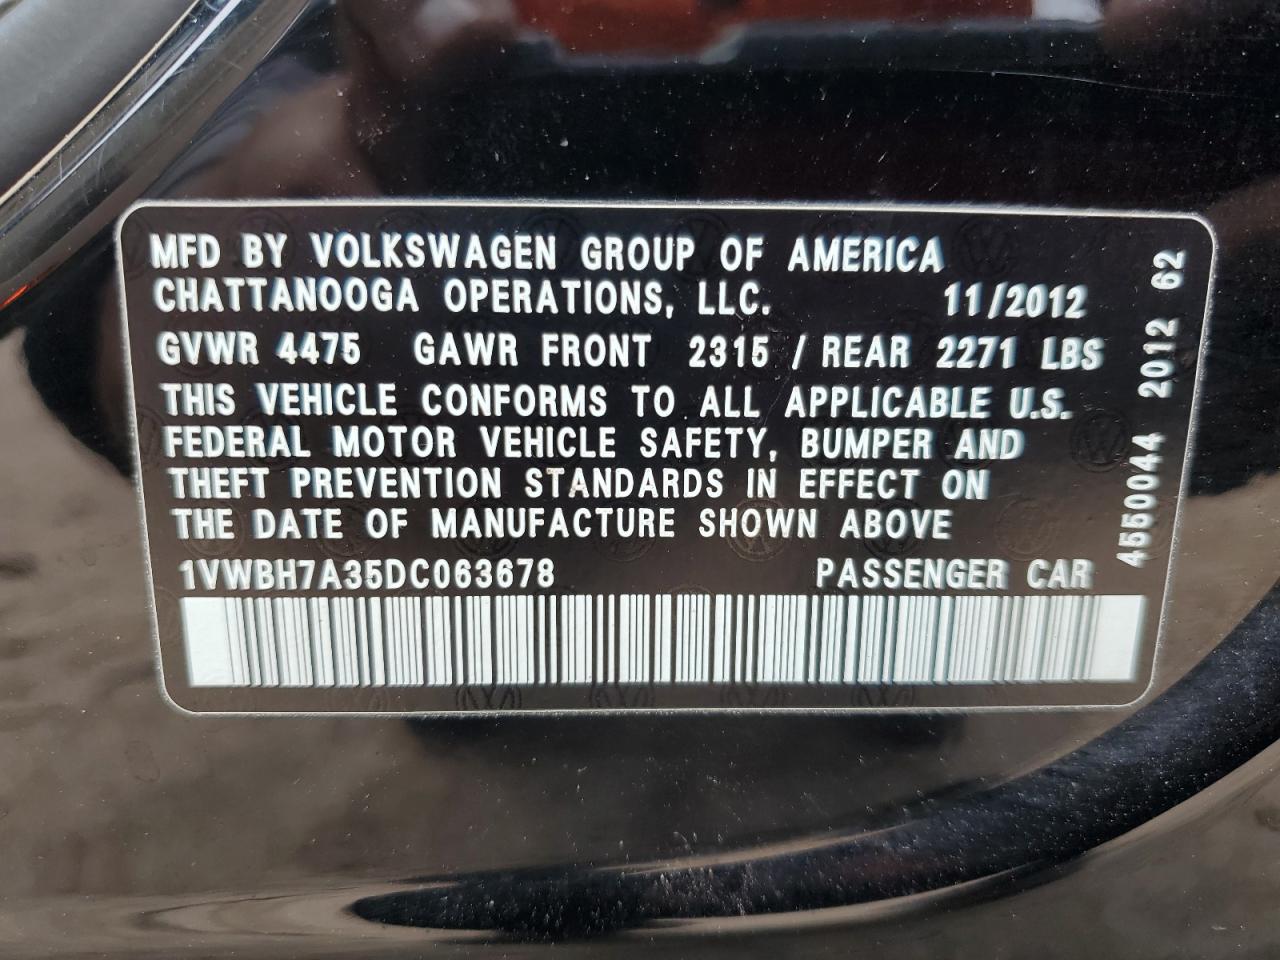 MFD BY VOLKSWAGEN GROUP OF AMERICA
CHATTANOOGA OPERATIONS, LLC. 11/2012
GVWR 4475 GAWR FRONT 2315 / REAR 2271 LBS
THIS VEHICLE CONFORMS TO ALL APPLICABLE U.S.
FEDERAL MOTOR VEHICLE SAFETY, BUMPER AND
THEFT PREVENTION STANDARDS IN EFFECT ON
THE DATE OF MANUFACTURE SHOWN ABOVE
1VWBH7A35DC063678 PASSENGER CAR
4550044 2012 62